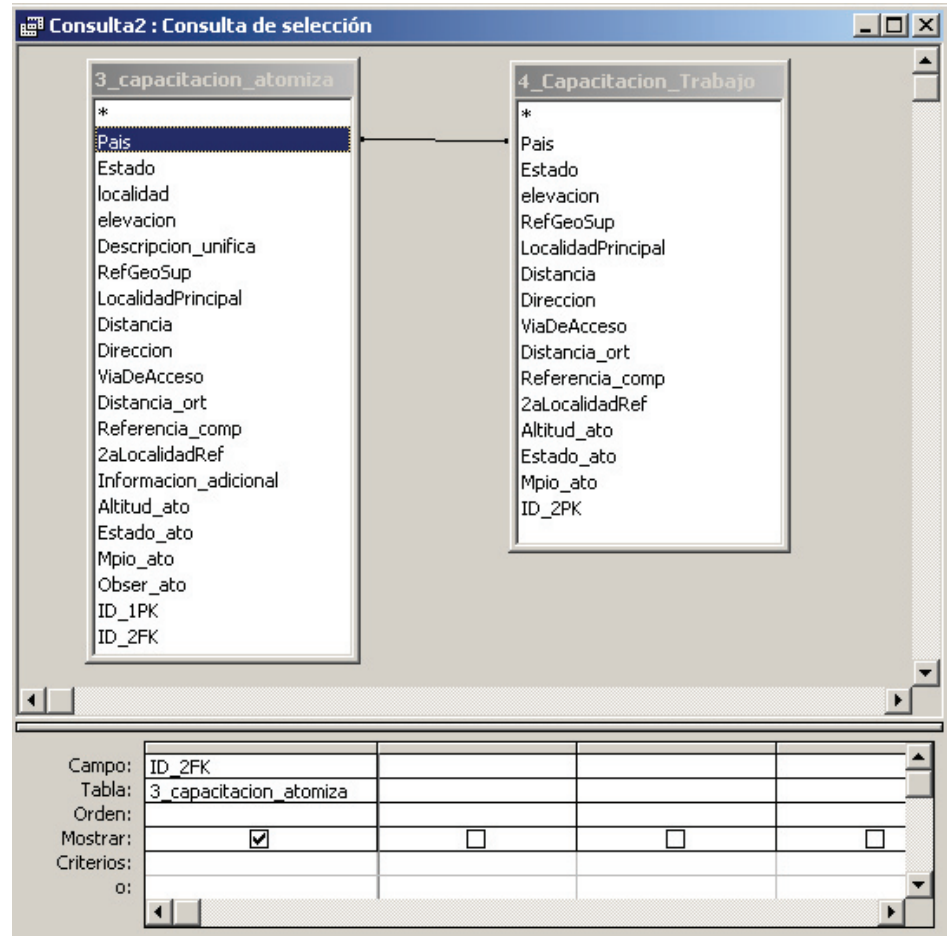 Consulta2 : Consulta de selección
3_capacitacion_atomiza
*
Pais
Estado
localidad
elevacion
Descripcion_unifica
RefGeoSup
LocalidadPrincipal
Distancia
Direccion
ViaDeAcceso
Distancia_ort
Referencia_comp
2aLocalidadRef
Informacion_adicional
Altitud_ato
Estado_ato
Mpio_ato
Obser_ato
ID_1PK
ID_2FK
4_Capacitacion_Trabajo
*
Pais
Estado
elevacion
RefGeoSup
LocalidadPrincipal
Distancia
Direccion
ViaDeAcceso
Distancia_ort
Referencia_comp
2aLocalidadRef
Altitud_ato
Estado_ato
Mpio_ato
ID_2PK
Campo: ID_2FK
Tabla: 3_capacitacion_atomiza
Orden:
Mostrar:
Criterios:
o: